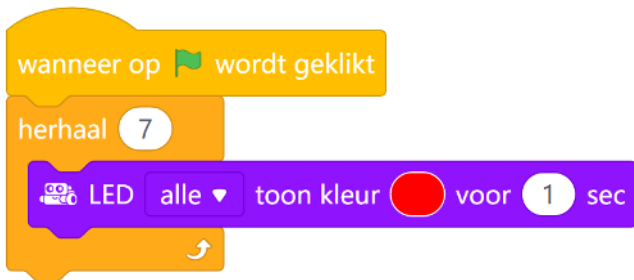 wanneer op wordt geklikt
herhaal 7
LED alle toon kleur voor 1 sec